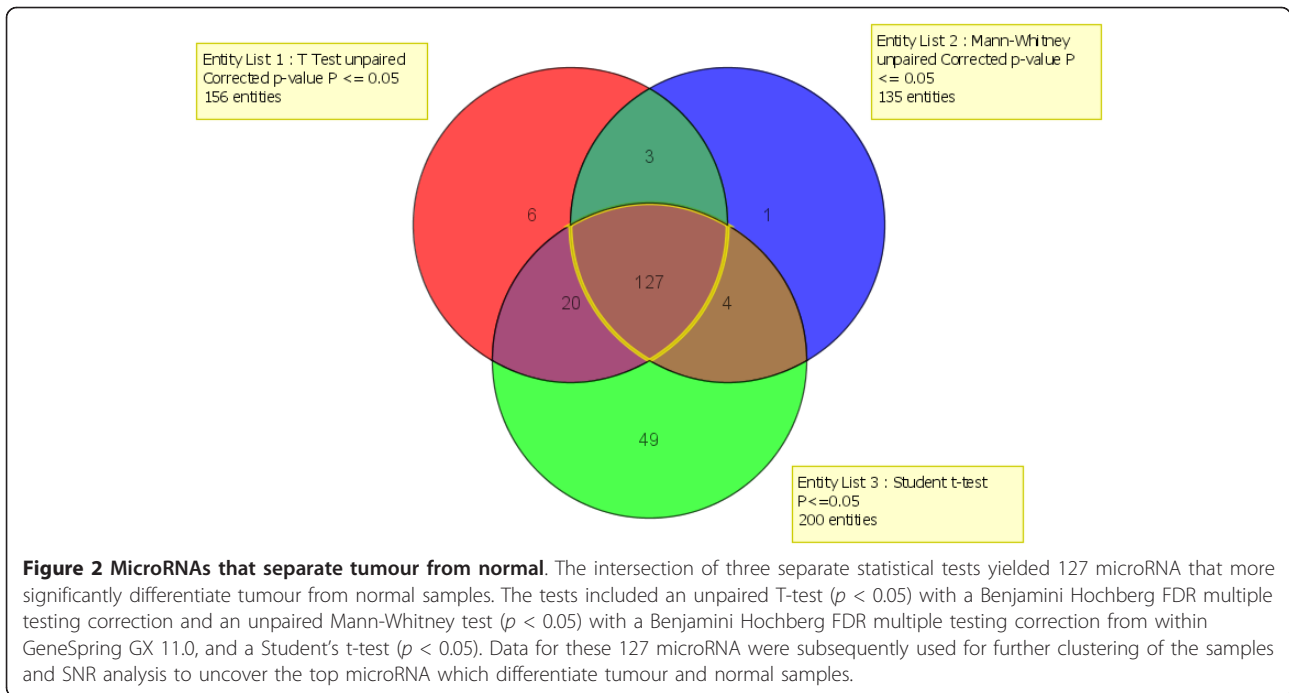 Entity List 1 : T Test unpaired
Corrected p-value P <= 0.05
156 entities
Entity List 2 : Mann-Whitney
unpaired Corrected p-value P
<= 0.05
135 entities
3
6
1
127
20
4
49
Entity List 3 : Student t-test
P<=0.05
200 entities
Figure 2 MicroRNAs that separate tumour from normal. The intersection of three separate statistical tests yielded 127 microRNA that more
significantly differentiate tumour from normal samples. The tests included an unpaired T-test (p < 0.05) with a Benjamini Hochberg FDR multiple
testing correction and an unpaired Mann-Whitney test (p < 0.05) with a Benjamini Hochberg FDR multiple testing correction from within
GeneSpring GX 11.0, and a Student's t-test (p < 0.05). Data for these 127 microRNA were subsequently used for further clustering of the samples
and SNR analysis to uncover the top microRNA which differentiate tumour and normal samples.